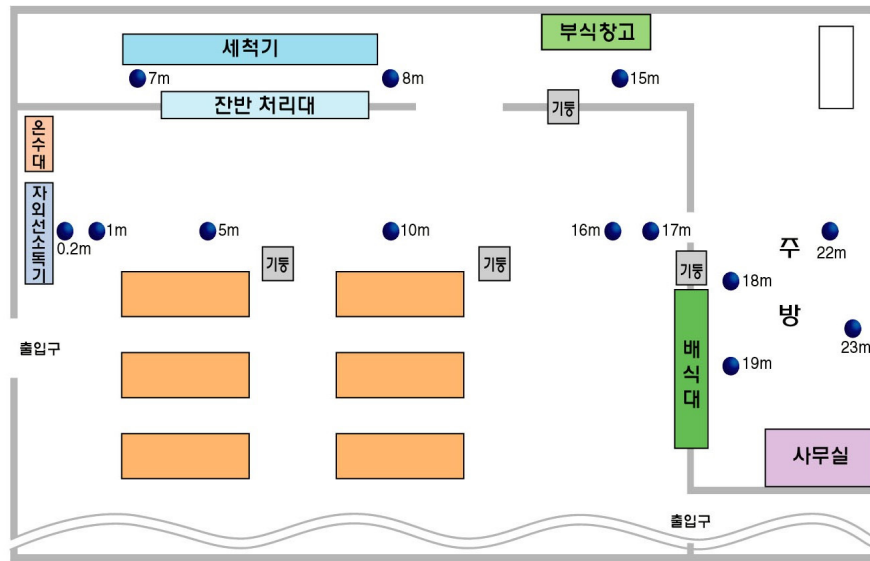 세척기
부식창고
7m
8m
15m
잔반 처리대
기둥
온수대
자외선소독기
0.2m
1m
5m
10m
16m
17m
주방
22m
기둥
기둥
기둥
18m
23m
출입구
배식대
19m
사무실
출입구